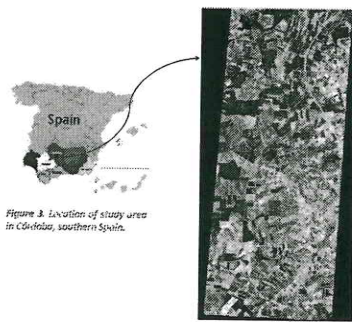 Spain
Figure 3. Location of study area
in Córdoba, southern Spain.